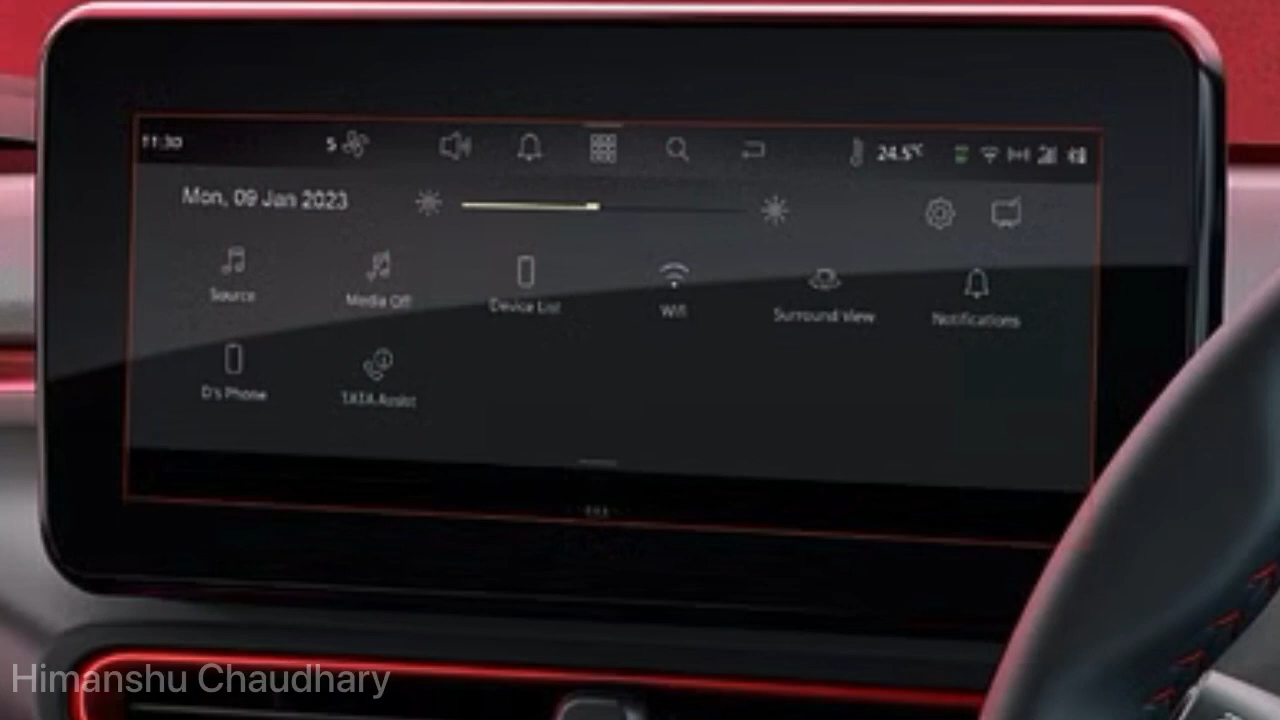 11:30 5 24.5°C
Mon, 09 Jan 2023
Source Media Off Device List Wifi Surround View Notifications
D's Phone TATA Assist
Himanshu Chaudhary